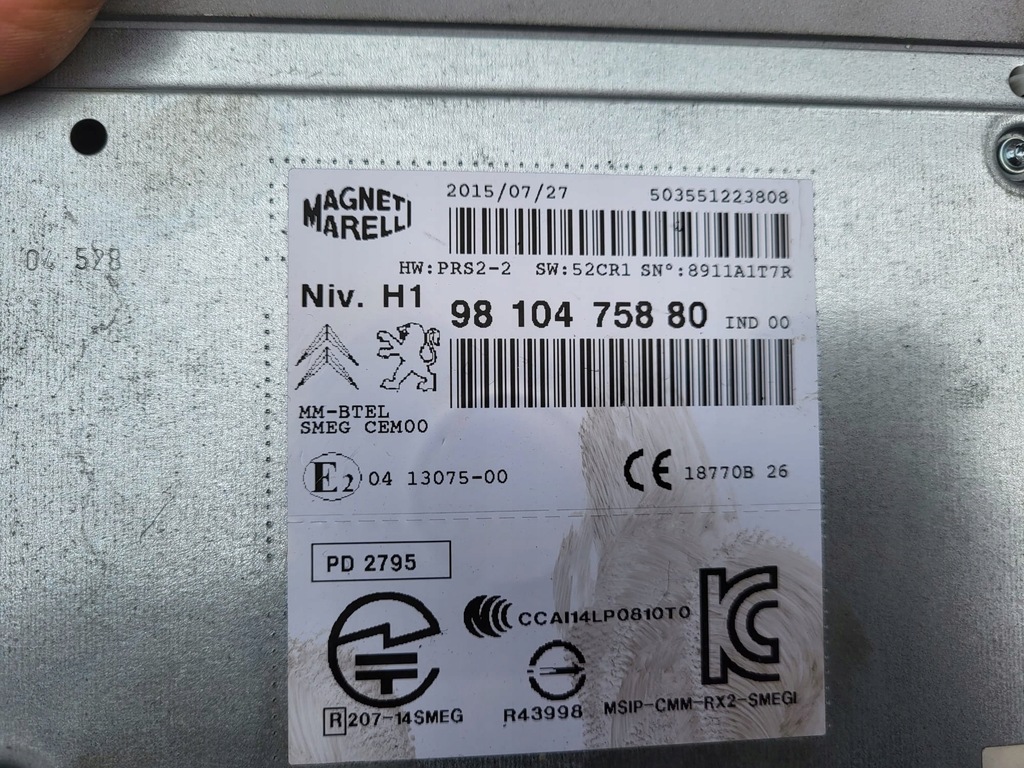 MAGNETI MARELLI
2015/07/27 503551223808
HW:PRS2-2 SW:52CR1 SN°:8911A1T7R
Niv. H1
98 104 758 80 IND 00
MM-BTEL
SMEG CEM00
E2 04 13075-00
CE 18770B 26
PD 2795
CCAI14LP0810T0
R 207-14SMEG
R43998
MSIP-CMM-RX2-SMEGI